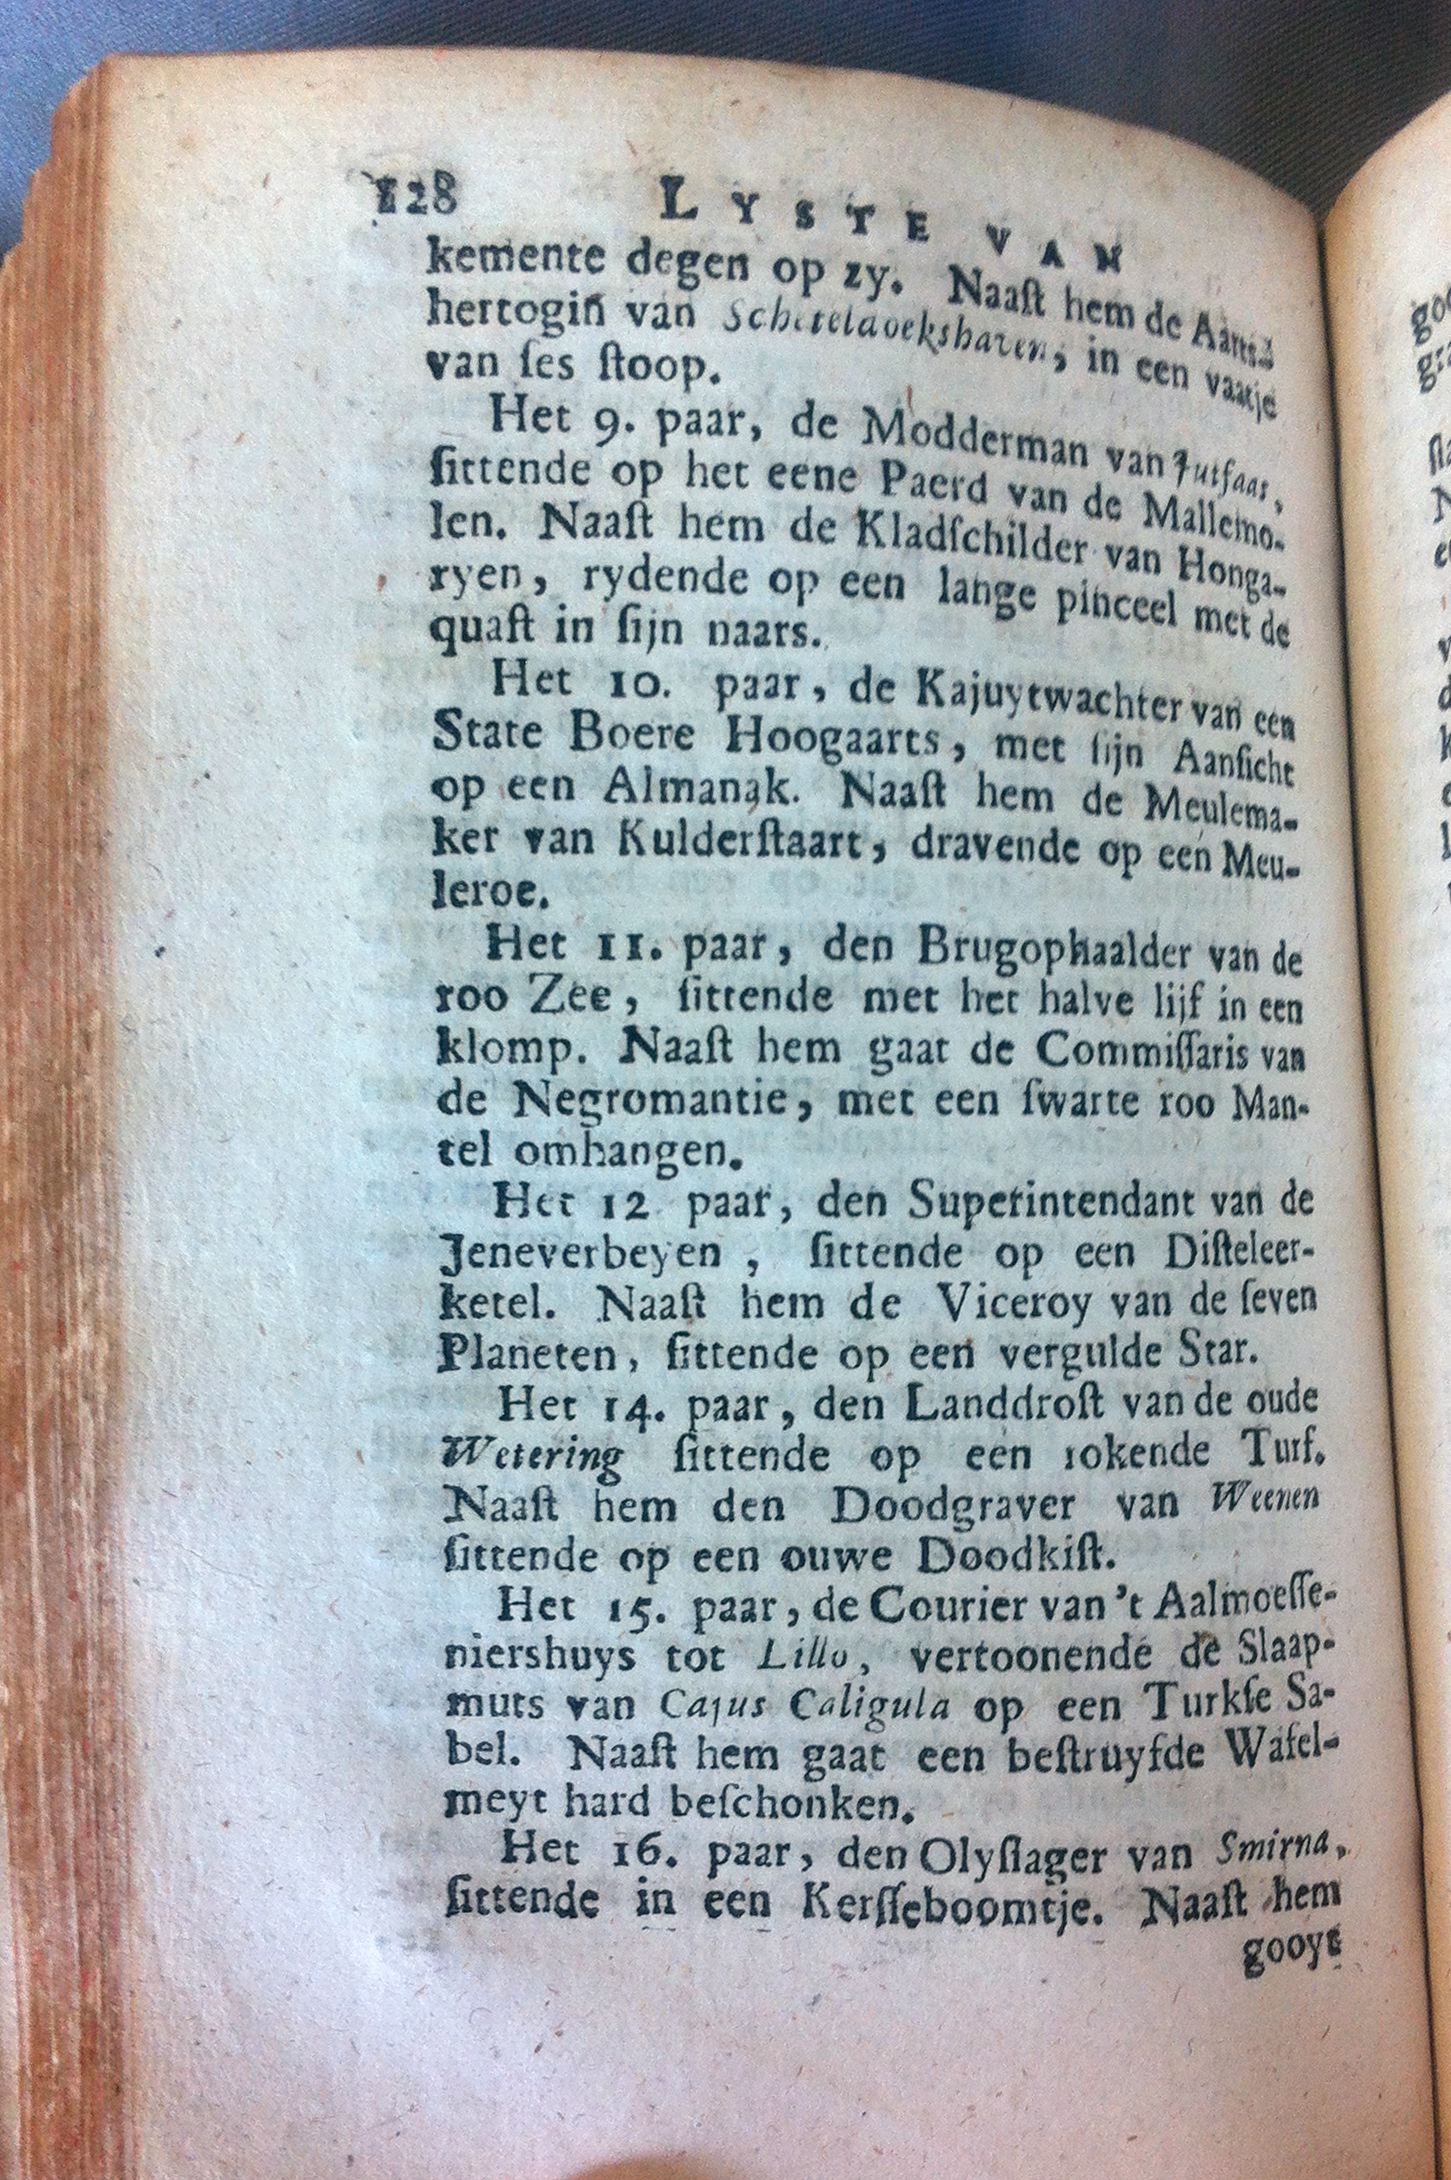 128 LYSTE VAN
kemente degen op zy. Naaſt hem de Aarts-
hertogin van Scheteldoekshaven, in een vaatje
van ſes ſtoop.
Het 9. paar, de Modderman van Jutfaas,
ſittende op het eene Paerd van de Mallemo-
len. Naaſt hem de Kladſchilder van Honga-
ryen, rydende op een lange pinceel met de
quaſt in ſijn naars.
Het 10. paar, de Kajuytwachter van een
State Boere Hoogaarts, met ſijn Aanſicht
op een Almanak. Naaſt hem de Meulema-
ker van Kulderſtaart, dravende op een Meu-
leroe.
Het 11. paar, den Brugophaalder van de
roo Zee, ſittende met het halve lijf in een
klomp. Naaſt hem gaat de Commiſſaris van
de Negromantie, met een ſwarte roo Man-
tel omhangen.
Het 12 paar, den Superintendant van de
Jeneverbeyen, ſittende op een Diſteleer-
ketel. Naaſt hem de Viceroy van de ſeven
Planeten, ſittende op een vergulde Star.
Het 14. paar, den Landdroſt van de oude
Wetering ſittende op een rokende Turf.
Naaſt hem den Doodgraver van Weenen
ſittende op een ouwe Doodkiſt.
Het 15. paar, de Courier van 't Aalmoeſſe-
niershuys tot Lillo, vertoonende de Slaap-
muts van Cajus Caligula op een Turkſe Sa-
bel. Naaſt hem gaat een beſtruyfde Wafel-
meyt hard beſchonken.
Het 16. paar, den Olyſlager van Smirna,
ſittende in een Kerſſeboomtje. Naaſt hem
gooyt